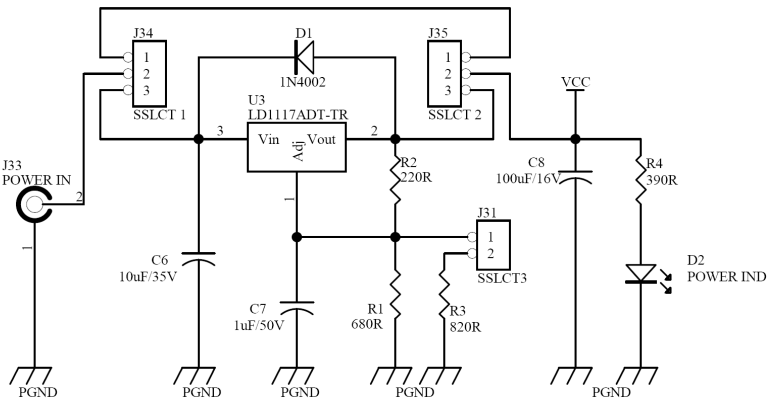 J34
1
2
3
SSLCT 1
D1
1N4002
J35
1
2
3
SSLCT 2
U3
LD1117ADT-TR
3
Vin
Adj
Vout
2
1
VCC
J33
POWER IN
2
1
R2
220R
C8
100uF/16V
R4
390R
J31
1
2
SSLCT3
C6
10uF/35V
C7
1uF/50V
R1
680R
R3
820R
D2
POWER IND
PGND
PGND
PGND
PGND
PGND